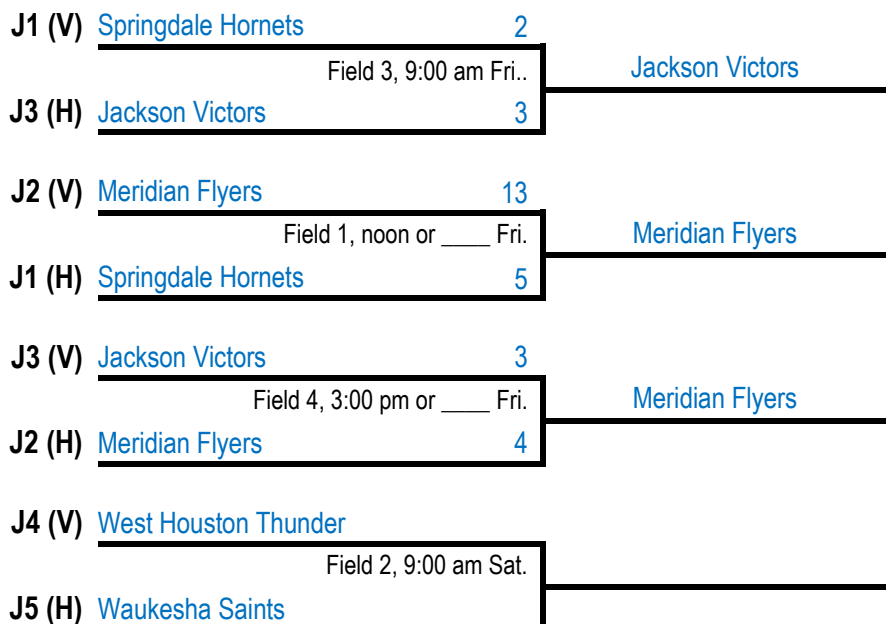 J1 (V) Springdale Hornets 2
Field 3, 9:00 am Fri.. Jackson Victors
J3 (H) Jackson Victors 3
J2 (V) Meridian Flyers 13
Field 1, noon or ____ Fri. Meridian Flyers
J1 (H) Springdale Hornets 5
J3 (V) Jackson Victors 3
Field 4, 3:00 pm or ____ Fri. Meridian Flyers
J2 (H) Meridian Flyers 4
J4 (V) West Houston Thunder
Field 2, 9:00 am Sat.
J5 (H) Waukesha Saints